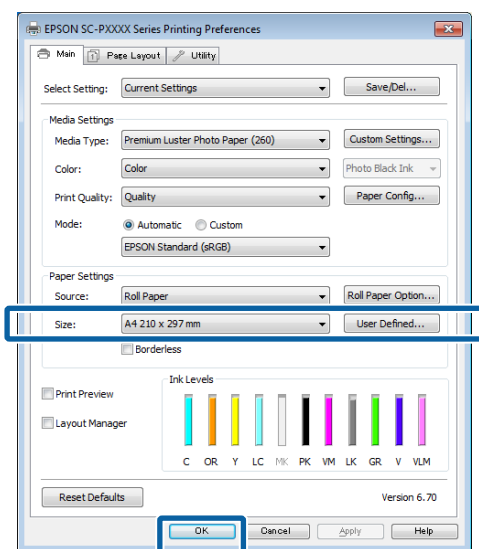 EPSON SC-PXXXX Series Printing Preferences
Main Page Layout Utility
Select Setting: Current Settings Save/Del...
Media Settings
Media Type: Premium Luster Photo Paper (260) Custom Settings...
Color: Color Photo Black Ink
Print Quality: Quality Paper Config...
Mode: Automatic Custom
EPSON Standard (sRGB)
Paper Settings
Source: Roll Paper Roll Paper Option...
Size: A4 210 x 297 mm User Defined...
Borderless
Ink Levels
Print Preview
Layout Manager
C OR Y LC MK PK VM LK GR V VLM
Reset Defaults Version 6.70
OK Cancel Apply Help